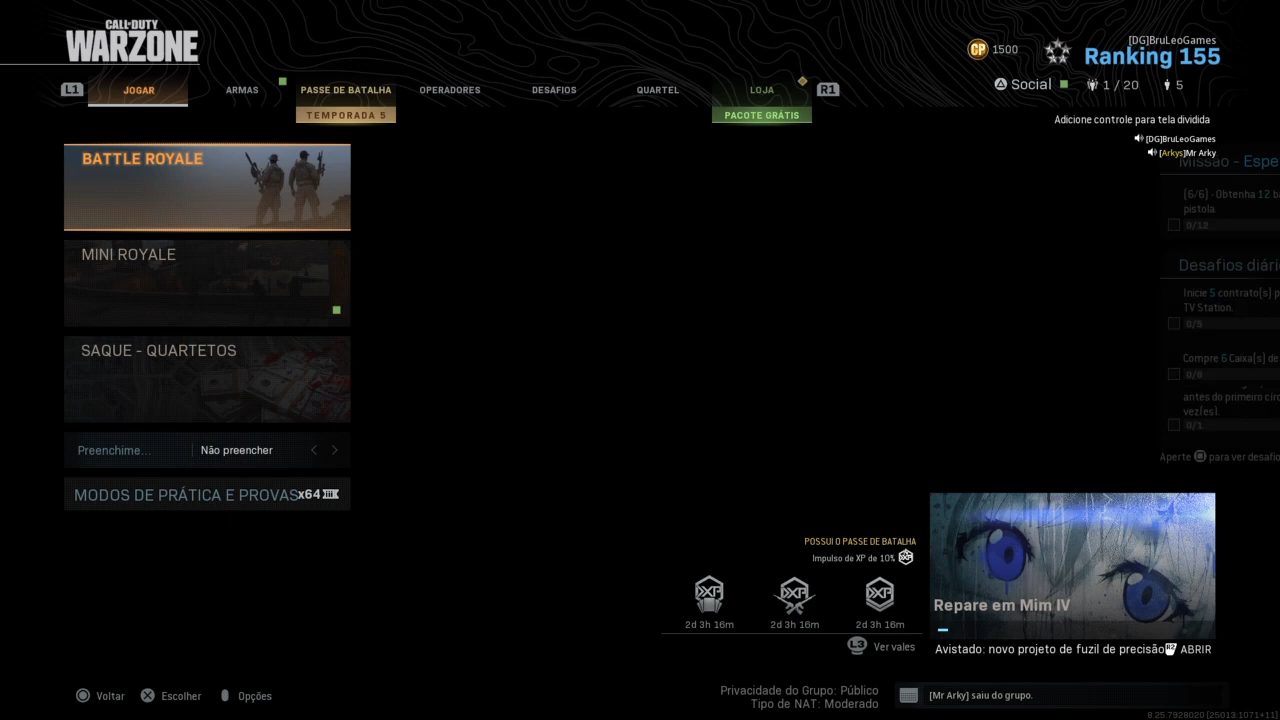 CALL OF DUTY
WARZONE
CP 1500
[DG]BruLeoGames
Ranking 155
L1
JOGAR
ARMAS
PASSE DE BATALHA
OPERADORES
DESAFIOS
QUARTEL
LOJA
R1
Social
1 / 20
5
TEMPORADA 5
PACOTE GRÁTIS
Adicione controle para tela dividida
[DG]BruLeoGames
[Arkys]Mr Arky
BATTLE ROYALE
MINI ROYALE
SAQUE - QUARTETOS
Preenchime...
Não preencher
MODOS DE PRÁTICA E PROVAS
x64
Missão - Espe
[6/6] - Obtenha 12 b
pistola.
0/12
Desafios diári
Inicie 5 contrato[s] p
TV Station.
0/5
Compre 6 Caixa[s] de
0/6
antes do primeiro círc
vez[es].
0/1
Aperte para ver desafio
POSSUI O PASSE DE BATALHA
Impulso de XP de 10% 2XP
2XP 2XP 2XP
2d 3h 16m
2d 3h 16m
2d 3h 16m
L3 Ver vales
Repare em Mim IV
Avistado: novo projeto de fuzil de precisão
R2 ABRIR
Voltar
Escolher
Opções
Privacidade do Grupo: Público
Tipo de NAT: Moderado
[Mr Arky] saiu do grupo.